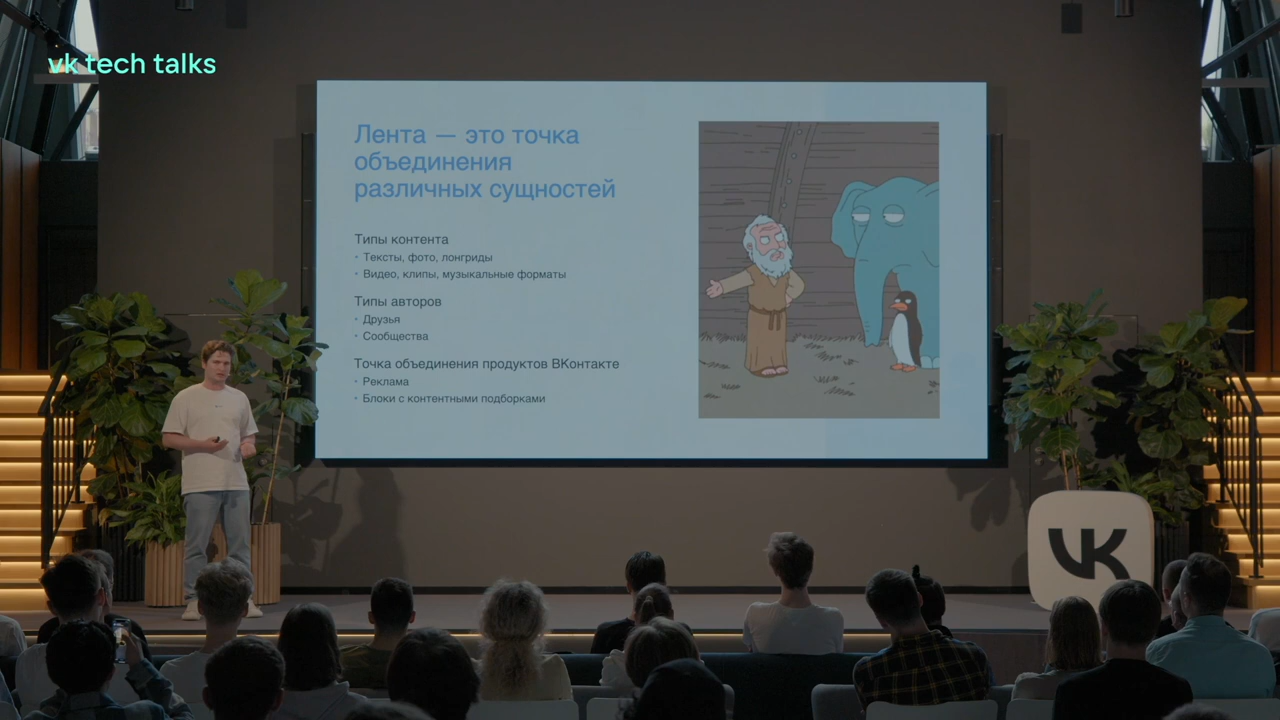 vk tech talks
Лента — это точка
объединения
различных сущностей
Типы контента
• Тексты, фото, лонгриды
• Видео, клипы, музыкальные форматы
Типы авторов
• Друзья
• Сообщества
Точка объединения продуктов ВКонтакте
• Реклама
• Блоки с контентными подборками
VK